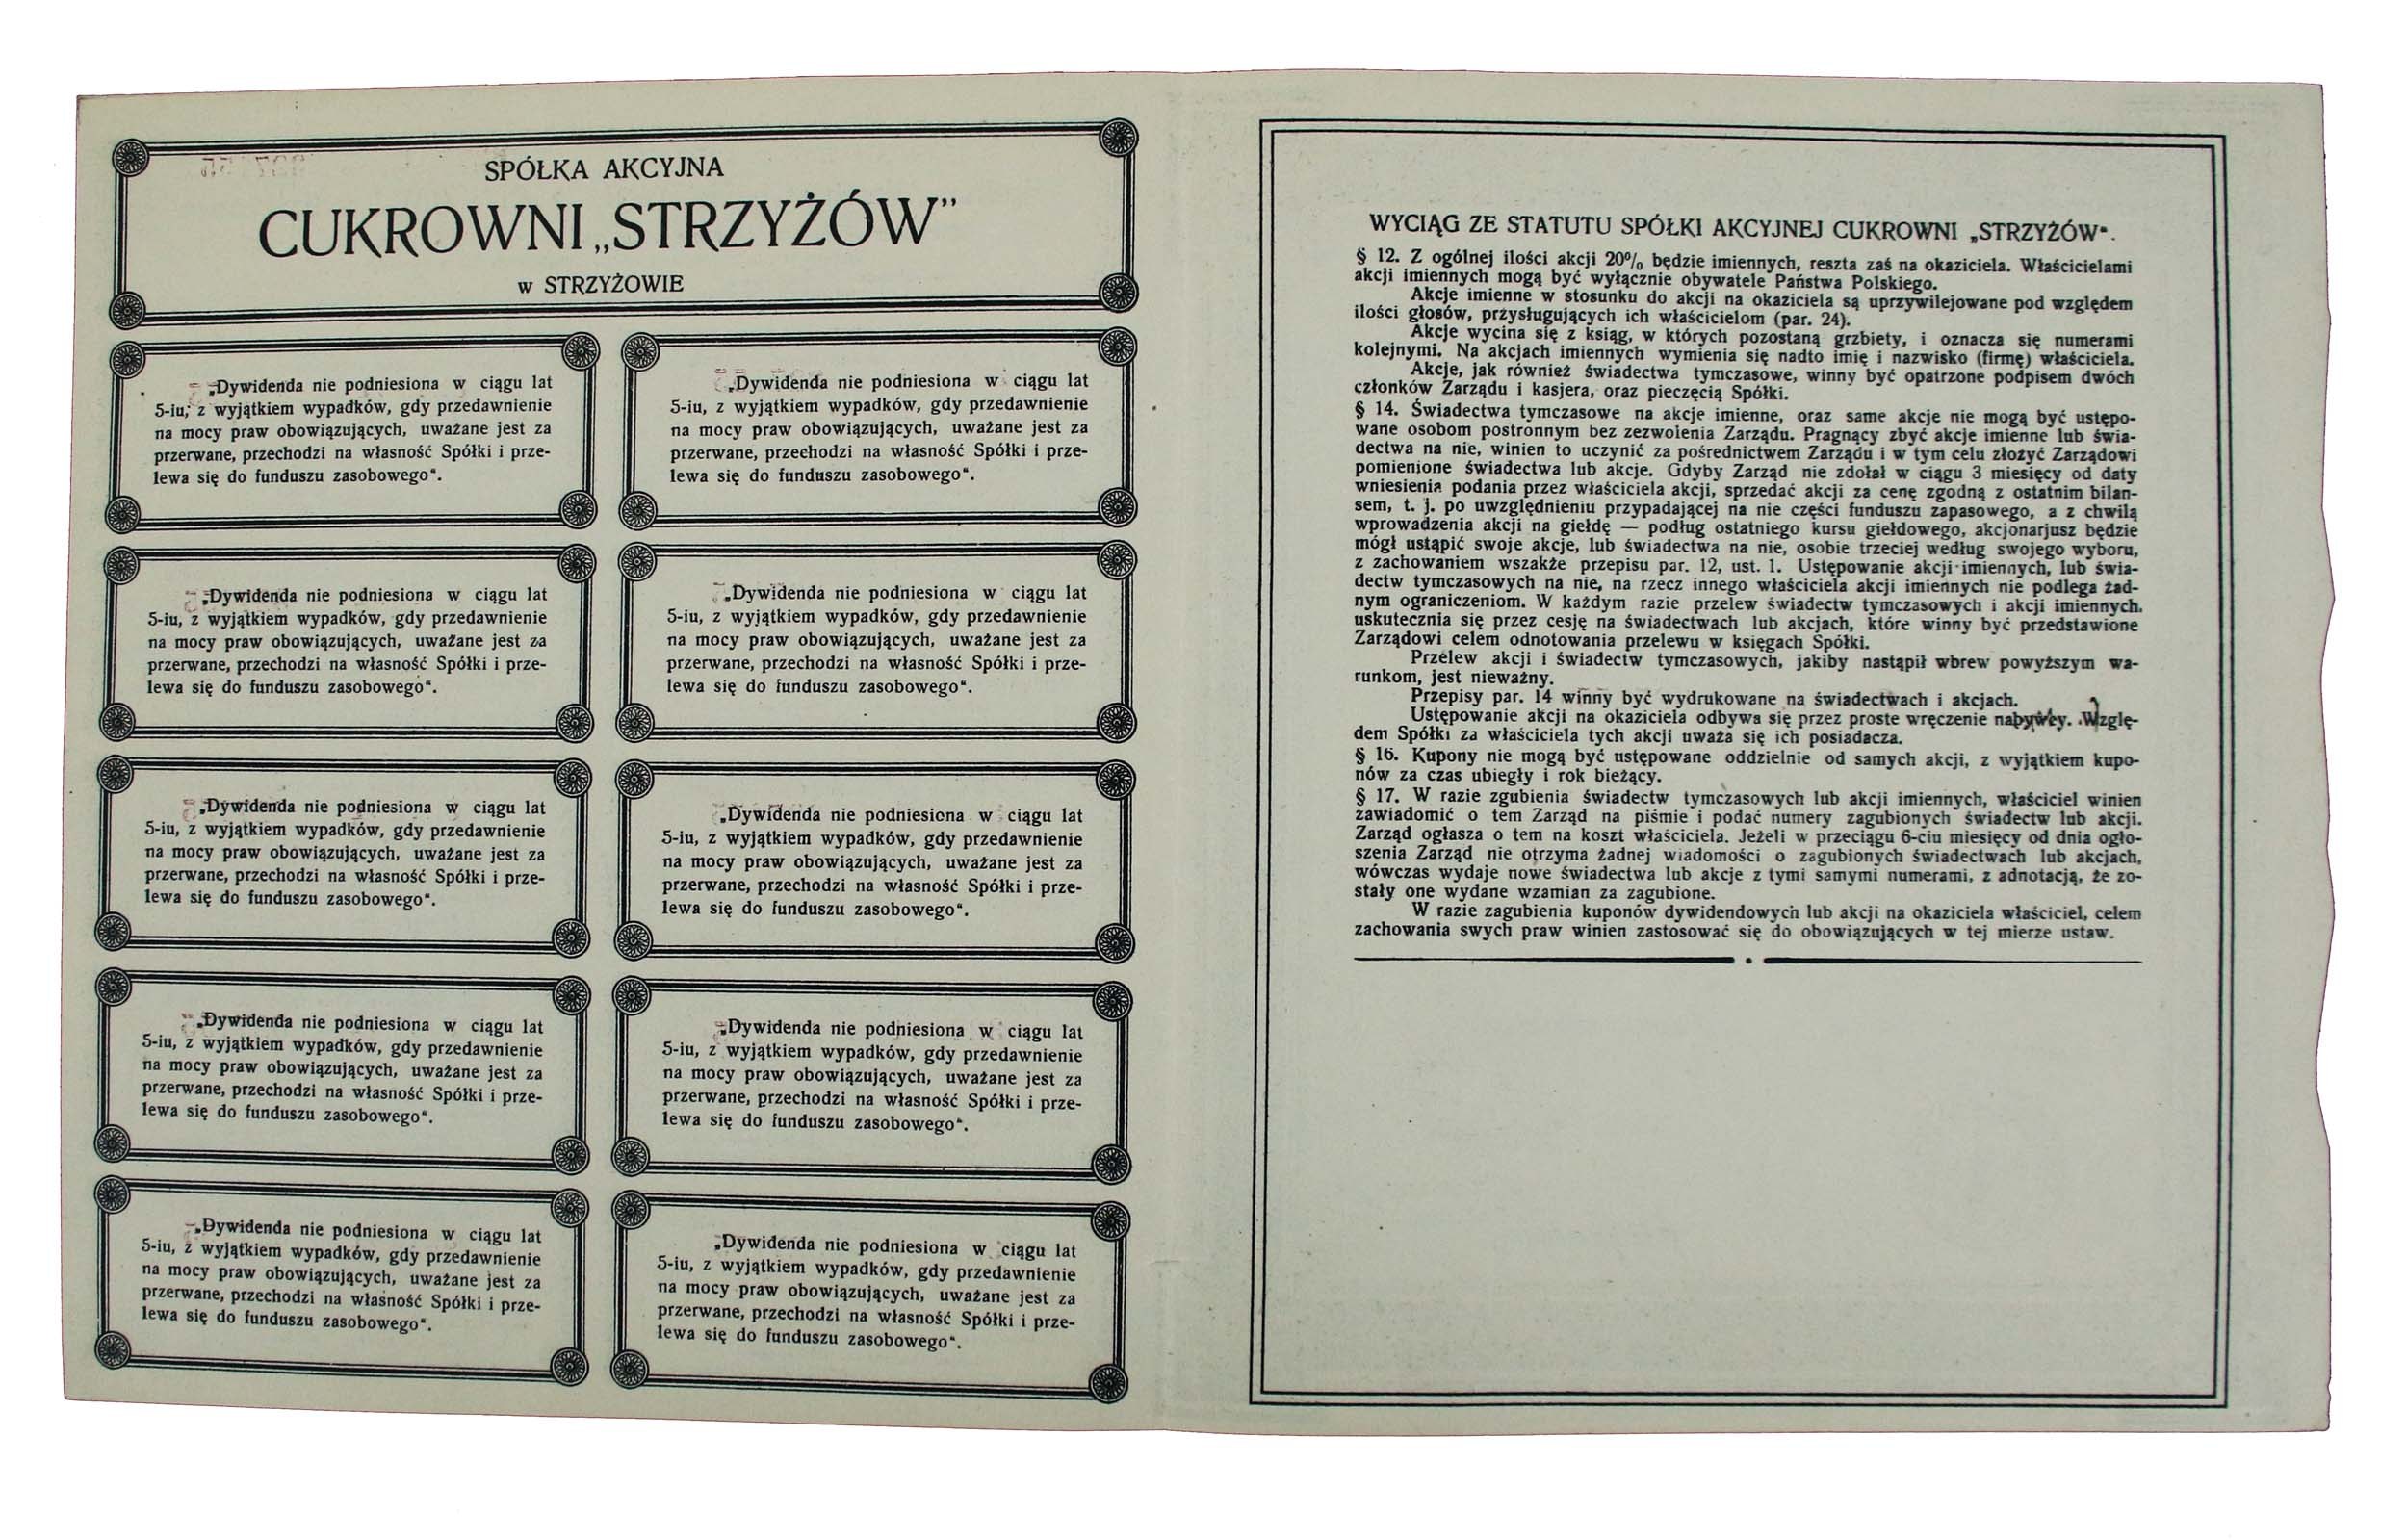 SPÓŁKA AKCYJNA
CUKROWNI „STRZYŻÓW”
w STRZYŻOWIE
„Dywidenda nie podniesiona w ciągu lat
5-iu, z wyjątkiem wypadków, gdy przedawnienie
na mocy praw obowiązujących, uważane jest za
przerwane, przechodzi na własność Spółki i prze-
lewa się do funduszu zasobowego“.
„Dywidenda nie podniesiona w ciągu lat
5-iu, z wyjątkiem wypadków, gdy przedawnienie
na mocy praw obowiązujących, uważane jest za
przerwane, przechodzi na własność Spółki i prze-
lewa się do funduszu zasobowego“.
„Dywidenda nie podniesiona w ciągu lat
5-iu, z wyjątkiem wypadków, gdy przedawnienie
na mocy praw obowiązujących, uważane jest za
przerwane, przechodzi na własność Spółki i prze-
lewa się do funduszu zasobowego“.
„Dywidenda nie podniesiona w ciągu lat
5-iu, z wyjątkiem wypadków, gdy przedawnienie
na mocy praw obowiązujących, uważane jest za
przerwane, przechodzi na własność Spółki i prze-
lewa się do funduszu zasobowego“.
„Dywidenda nie podniesiona w ciągu lat
5-iu, z wyjątkiem wypadków, gdy przedawnienie
na mocy praw obowiązujących, uważane jest za
przerwane, przechodzi na własność Spółki i prze-
lewa się do funduszu zasobowego“.
„Dywidenda nie podniesiona w ciągu lat
5-iu, z wyjątkiem wypadków, gdy przedawnienie
na mocy praw obowiązujących, uważane jest za
przerwane, przechodzi na własność Spółki i prze-
lewa się do funduszu zasobowego“.
„Dywidenda nie podniesiona w ciągu lat
5-iu, z wyjątkiem wypadków, gdy przedawnienie
na mocy praw obowiązujących, uważane jest za
przerwane, przechodzi na własność Spółki i prze-
lewa się do funduszu zasobowego“.
„Dywidenda nie podniesiona w ciągu lat
5-iu, z wyjątkiem wypadków, gdy przedawnienie
na mocy praw obowiązujących, uważane jest za
przerwane, przechodzi na własność Spółki i prze-
lewa się do funduszu zasobowego“.
„Dywidenda nie podniesiona w ciągu lat
5-iu, z wyjątkiem wypadków, gdy przedawnienie
na mocy praw obowiązujących, uważane jest za
przerwane, przechodzi na własność Spółki i prze-
lewa się do funduszu zasobowego“.
„Dywidenda nie podniesiona w ciągu lat
5-iu, z wyjątkiem wypadków, gdy przedawnienie
na mocy praw obowiązujących, uważane jest za
przerwane, przechodzi na własność Spółki i prze-
lewa się do funduszu zasobowego“.
WYCIĄG ZE STATUTU SPÓŁKI AKCYJNEJ CUKROWNI „STRZYŻÓW“.
§ 12. Z ogólnej ilości akcji 20% będzie imiennych, reszta zaś na okaziciela. Właścicielami
akcji imiennych mogą być wyłącznie obywatele Państwa Polskiego.
Akcje imienne w stosunku do akcji na okaziciela są uprzywilejowane pod względem
ilości głosów, przysługujących ich właścicielom (par. 24).
Akcje wycina się z ksiąg, w których pozostaną grzbiety, i oznacza się numerami
kolejnymi. Na akcjach imiennych wymienia się nadto imię i nazwisko (firmę) właściciela.
Akcje, jak również świadectwa tymczasowe, winny być opatrzone podpisem dwóch
członków Zarządu i kasjera, oraz pieczęcią Spółki.
§ 14. Świadectwa tymczasowe na akcje imienne, oraz same akcje nie mogą być ustępo-
wane osobom postronnym bez zezwolenia Zarządu. Pragnący zbyć akcje imienne lub świa-
dectwa na nie, winien to uczynić za pośrednictwem Zarządu i w tym celu złożyć Zarządowi
pomienione świadectwa lub akcje. Gdyby Zarząd nie zdołał w ciągu 3 miesięcy od daty
wniesienia podania przez właściciela akcji, sprzedać akcji za cenę zgodną z ostatnim bilan-
sem, t. j. po uwzględnieniu przypadającej na nie części funduszu zapasowego, a z chwilą
wprowadzenia akcji na giełdę — podług ostatniego kursu giełdowego, akcjonarjusz będzie
mógł ustąpić swoje akcje, lub świadectwa na nie, osobie trzeciej według swojego wyboru,
z zachowaniem wszakże przepisu par. 12, ust. 1. Ustępowanie akcji imiennych, lub świa-
dectw tymczasowych na nie, na rzecz innego właściciela akcji imiennych nie podlega żad-
nym ograniczeniom. W każdym razie przelew świadectw tymczasowych i akcji imiennych,
uskutecznia się przez cesję na świadectwach lub akcjach, które winny być przedstawione
Zarządowi celem odnotowania przelewu w księgach Spółki.
Przelew akcji i świadectw tymczasowych, jakiby nastąpił wbrew powyższym wa-
runkom, jest nieważny.
Przepisy par. 14 winny być wydrukowane na świadectwach i akcjach.
Ustępowanie akcji na okaziciela odbywa się przez proste wręczenie nabywcy. Wzglę-
dem Spółki za właściciela tych akcji uważa się ich posiadacza.
§ 16. Kupony nie mogą być ustępowane oddzielnie od samych akcji, z wyjątkiem kupo-
nów za czas ubiegły i rok bieżący.
§ 17. W razie zgubienia świadectw tymczasowych lub akcji imiennych, właściciel winien
zawiadomić o tem Zarząd na piśmie i podać numery zagubionych świadectw lub akcji.
Zarząd ogłasza o tem na koszt właściciela. Jeżeli w przeciągu 6-ciu miesięcy od dnia ogło-
szenia Zarząd nie otrzyma żadnej wiadomości o zagubionych świadectwach lub akcjach,
wówczas wydaje nowe świadectwa lub akcje z tymi samymi numerami, z adnotacją, że zo-
stały one wydane wzamian za zagubione.
W razie zagubienia kuponów dywidendowych lub akcji na okaziciela właściciel, celem
zachowania swych praw winien zastosować się do obowiązujących w tej mierze ustaw.